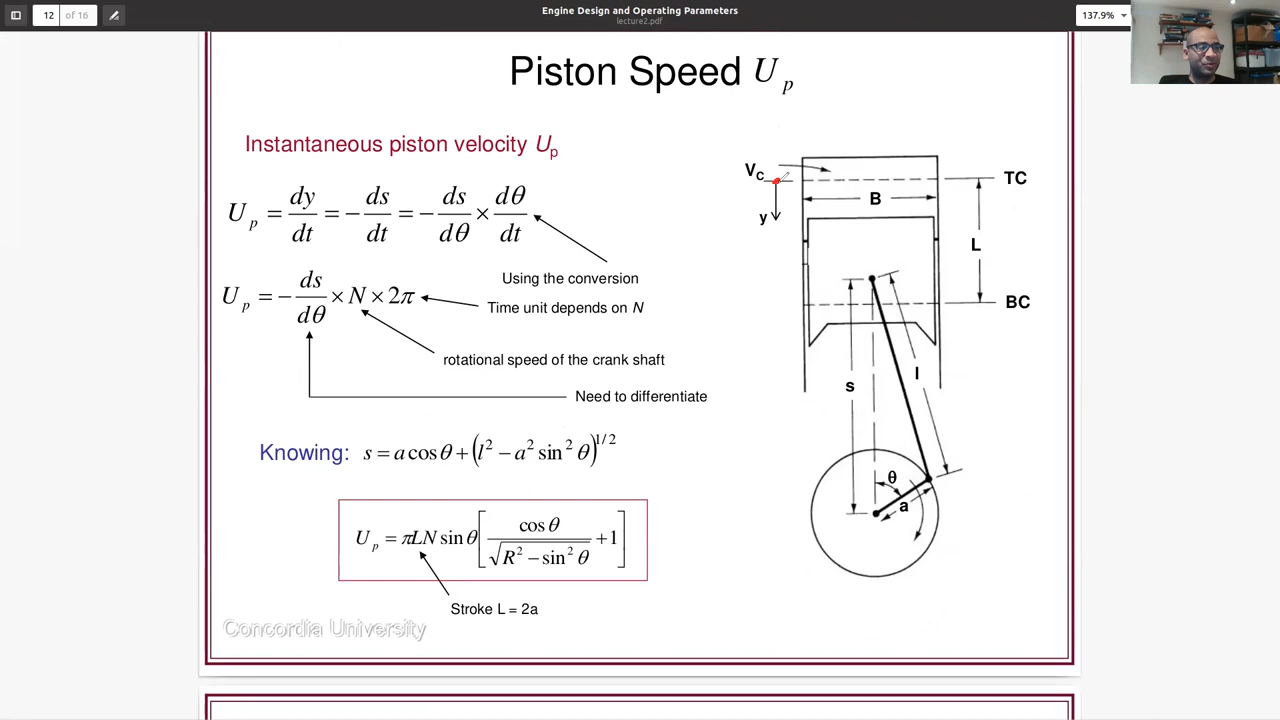 12 of 16
Engine Design and Operating Parameters
lecture2.pdf
137.9%
Piston Speed U_p
Instantaneous piston velocity U_p
U_p = dy/dt = − ds/dt = − ds/dθ × dθ/dt
Using the conversion
U_p = − ds/dθ × N × 2π
Time unit depends on N
rotational speed of the crank shaft
Need to differentiate
Knowing: s = a cos θ + (l² − a² sin² θ)^1/2
U_p = πLN sin θ [ cos θ / √(R² − sin² θ) + 1 ]
Stroke L = 2a
Concordia University
V_C
TC
B
y
L
BC
l
s
θ
a